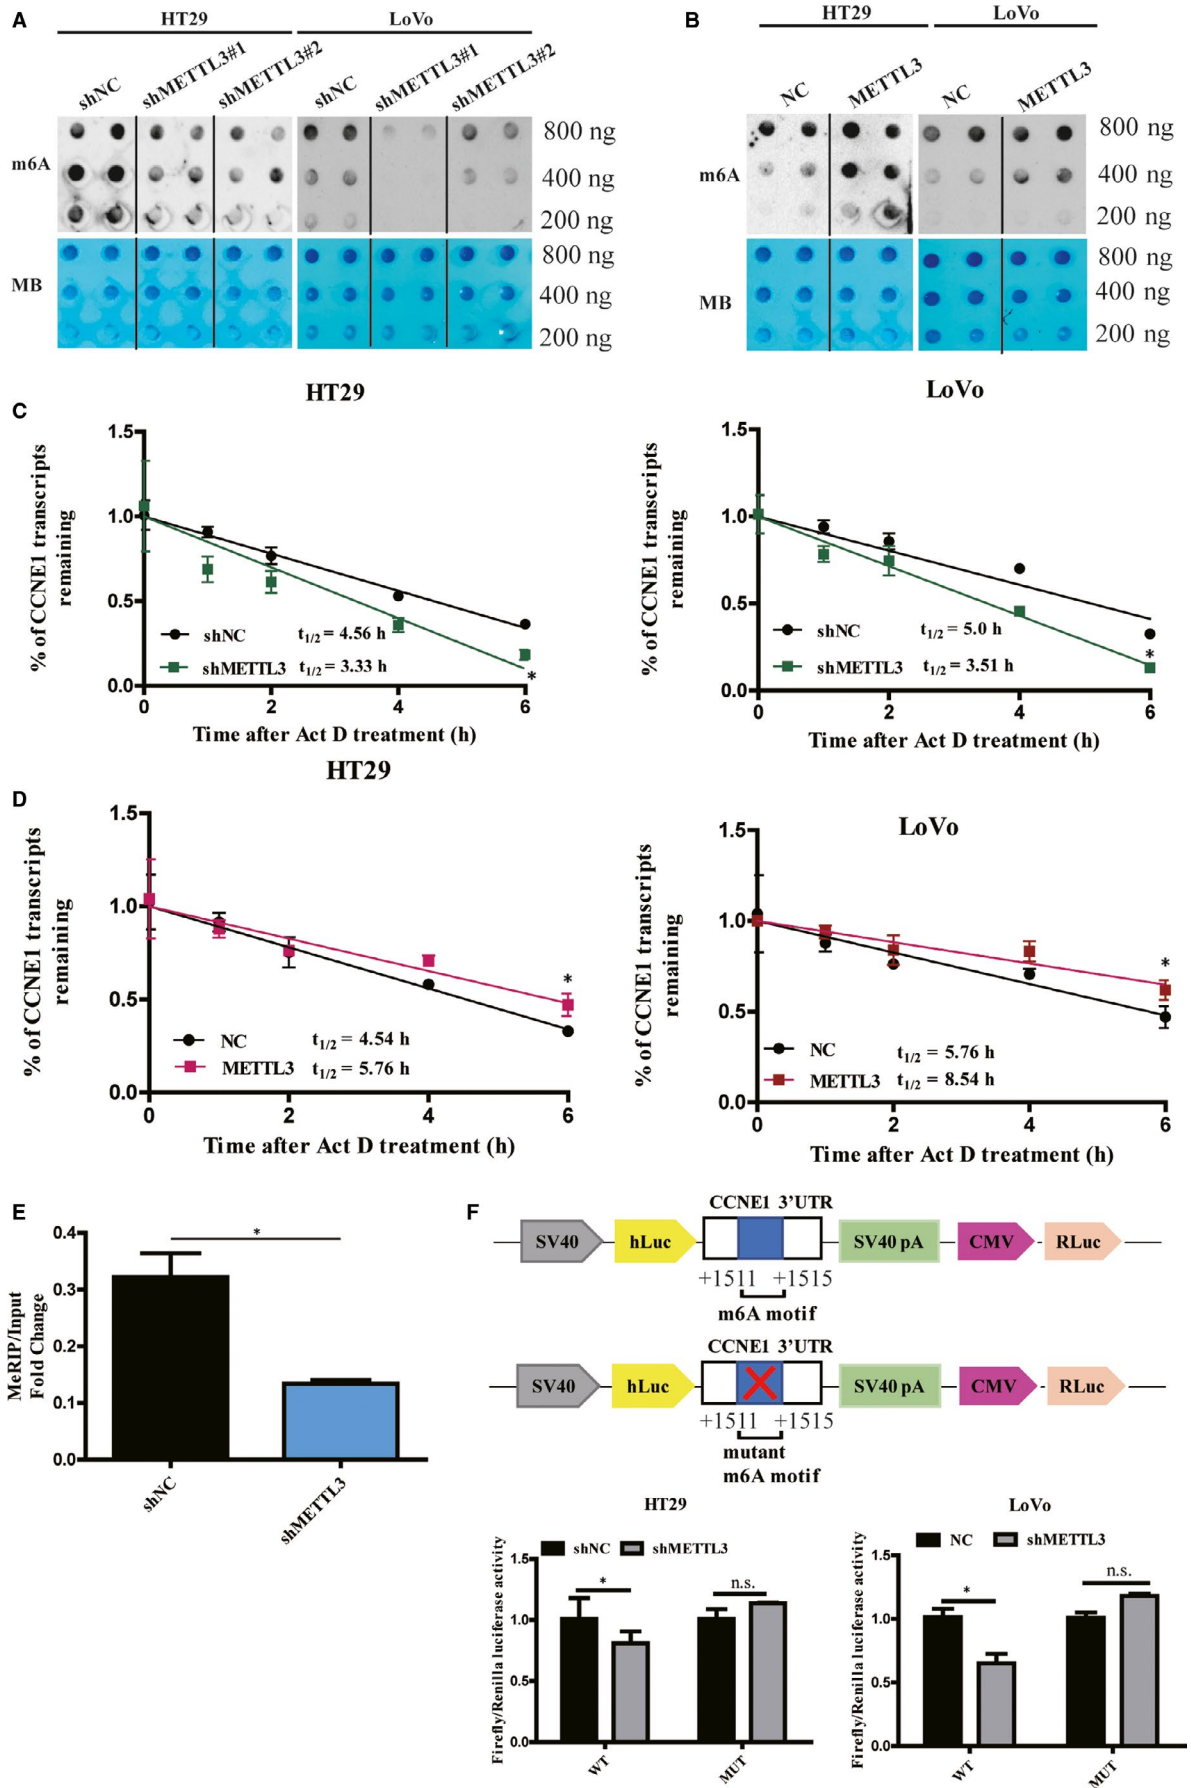 A
HT29
LoVo
shNC
shMETTL3#1
shMETTL3#2
shNC
shMETTL3#1
shMETTL3#2
m6A
800 ng
400 ng
200 ng
MB
800 ng
400 ng
200 ng
B
HT29
LoVo
NC
METTL3
NC
METTL3
m6A
800 ng
400 ng
200 ng
MB
800 ng
400 ng
200 ng
C
HT29
% of CCNE1 transcripts
remaining
1.5
1.0
0.5
0.0
shNC t1/2 = 4.56 h
shMETTL3 t1/2 = 3.33 h
*
0 2 4 6
Time after Act D treatment (h)
LoVo
% of CCNE1 transcripts
remaining
1.5
1.0
0.5
0.0
shNC t1/2 = 5.0 h
shMETTL3 t1/2 = 3.51 h
*
0 2 4 6
Time after Act D treatment (h)
D
HT29
% of CCNE1 transcripts
remaining
1.5
1.0
0.5
0.0
*
NC t1/2 = 4.54 h
METTL3 t1/2 = 5.76 h
0 2 4 6
Time after Act D treatment (h)
LoVo
% of CCNE1 transcripts
remaining
1.5
1.0
0.5
0.0
*
NC t1/2 = 5.76 h
METTL3 t1/2 = 8.54 h
0 2 4 6
Time after Act D treatment (h)
E
MeRIP/Input
Fold Change
0.4
0.3
0.2
0.1
0.0
*
shNC
shMETTL3
F
CCNE1 3'UTR
SV40 hLuc SV40 pA CMV RLuc
+1511 +1515
m6A motif
CCNE1 3'UTR
SV40 hLuc SV40 pA CMV RLuc
+1511 +1515
mutant
m6A motif
HT29
shNC shMETTL3
Firefly/Renilla luciferase activity
1.5
1.0
0.5
0.0
*
n.s.
WT
MUT
LoVo
NC shMETTL3
Firefly/Renilla luciferase activity
1.5
1.0
0.5
0.0
*
n.s.
WT
MUT